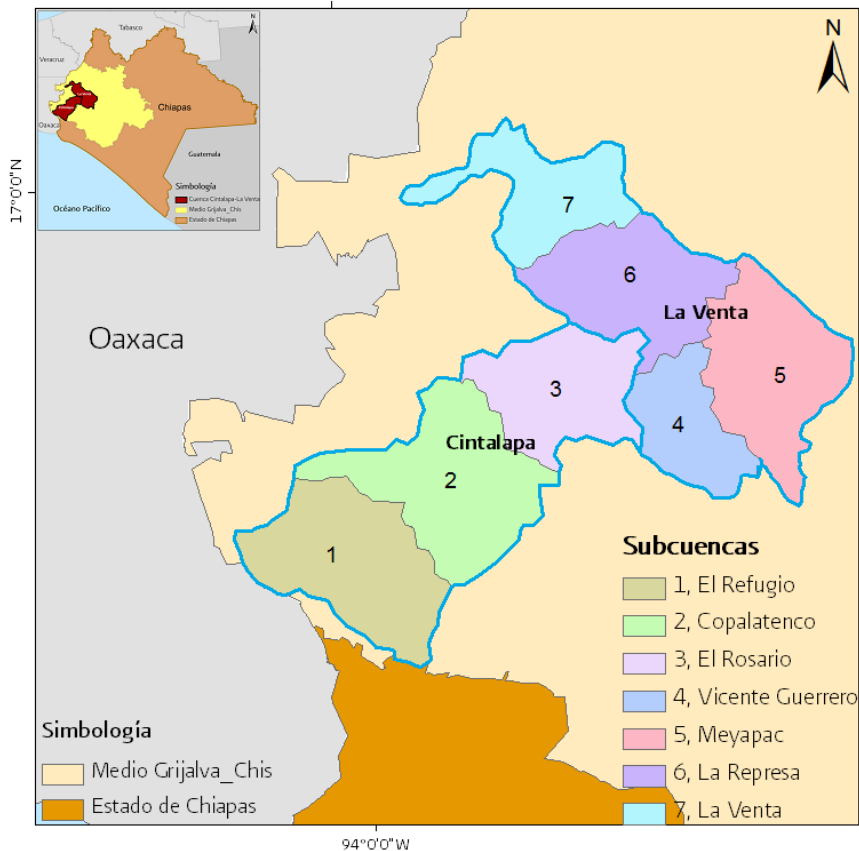 Tabasco
N
Veracruz
Chiapas
Oaxaca
Guatemala
Océano Pacífico
Simbología
Cuenca Cintalapa-La Venta
Medio Grijalva_Chis
Estado de Chiapas
N
17°0'0"N
7
6
La Venta
Oaxaca
3
5
4
Cintalapa
2
1
Subcuencas
1, El Refugio
2, Copalatenco
3, El Rosario
4, Vicente Guerrero
5, Meyapac
6, La Represa
7, La Venta
Simbología
Medio Grijalva_Chis
Estado de Chiapas
94°0'0"W